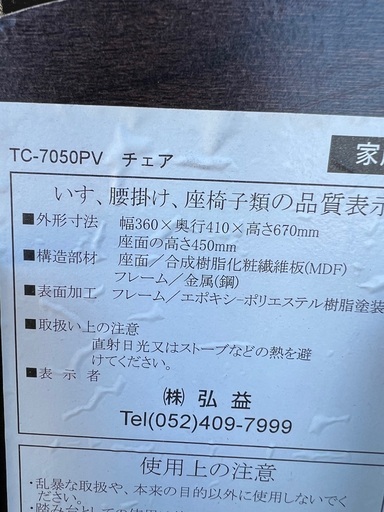 TC-7050PV チェア
いす、腰掛け、座椅子類の品質表示
■外形寸法 幅360×奥行410×高さ670mm
座面の高さ450mm
■構造部材 座面／合成樹脂化粧繊維板(MDF)
フレーム／金属(鋼)
■表面加工 フレーム／エポキシ-ポリエステル樹脂塗装
■取扱い上の注意
直射日光又はストーブなどの熱を避
けてください。
■表示者
㈱ 弘益
Tel(052)409-7999
使用上の注意
・乱暴な取扱や、本来の目的以外に使用しないでく
ださい。